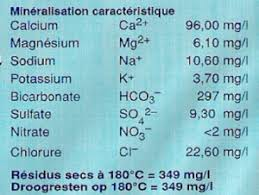 Minéralisation caractéristique
Calcium Ca2+ 96,00 mg/l
Magnésium Mg2+ 6,10 mg/l
Sodium Na+ 10,60 mg/l
Potassium K+ 3,70 mg/l
Bicarbonate HCO3- 297 mg/l
Sulfate SO4 2- 9,30 mg/l
Nitrate NO3- <2 mg/l
Chlorure Cl- 22,60 mg/l
Résidus secs à 180°C = 349 mg/l
Droogresten op 180°C = 349 mg/l